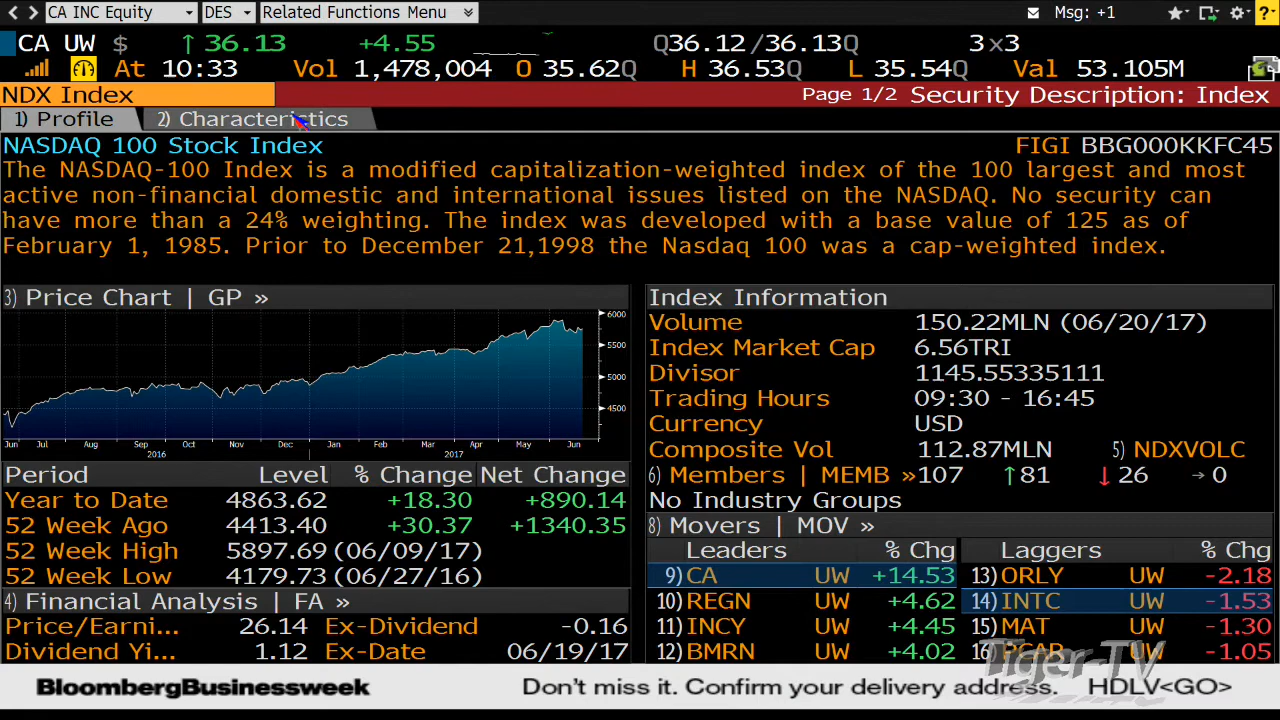 CA INC Equity DES Related Functions Menu Msg: +1 ?
CA UW $ ↑ 36.13 +4.55 Q36.12/36.13Q 3×3
At 10:33 Vol 1,478,004 O 35.62Q H 36.53Q L 35.54Q Val 53.105M
NDX Index Page 1/2 Security Description: Index
1) Profile 2) Characteristics
NASDAQ 100 Stock Index FIGI BBG000KKFC45
The NASDAQ-100 Index is a modified capitalization-weighted index of the 100 largest and most
active non-financial domestic and international issues listed on the NASDAQ. No security can
have more than a 24% weighting. The index was developed with a base value of 125 as of
February 1, 1985. Prior to December 21,1998 the Nasdaq 100 was a cap-weighted index.
3) Price Chart | GP »
6000
5500
5000
4500
Jun Jul Aug Sep Oct Nov Dec Jan Feb Mar Apr May Jun
2016 2017
Period Level % Change Net Change
Year to Date 4863.62 +18.30 +890.14
52 Week Ago 4413.40 +30.37 +1340.35
52 Week High 5897.69 (06/09/17)
52 Week Low 4179.73 (06/27/16)
4) Financial Analysis | FA »
Price/Earni... 26.14 Ex-Dividend -0.16
Dividend Yi... 1.12 Ex-Date 06/19/17
Index Information
Volume 150.22MLN (06/20/17)
Index Market Cap 6.56TRI
Divisor 1145.55335111
Trading Hours 09:30 - 16:45
Currency USD
Composite Vol 112.87MLN 5) NDXVOLC
6) Members | MEMB » 107 ↑81 ↓26 →0
No Industry Groups
8) Movers | MOV »
Leaders % Chg Laggers % Chg
9) CA UW +14.53 13) ORLY UW -2.18
10) REGN UW +4.62 14) INTC UW -1.53
11) INCY UW +4.45 15) MAT UW -1.30
12) BMRN UW +4.02 16) PCAR UW -1.05
Tiger-TV
BloombergBusinessweek Don't miss it. Confirm your delivery address. HDLV<GO>